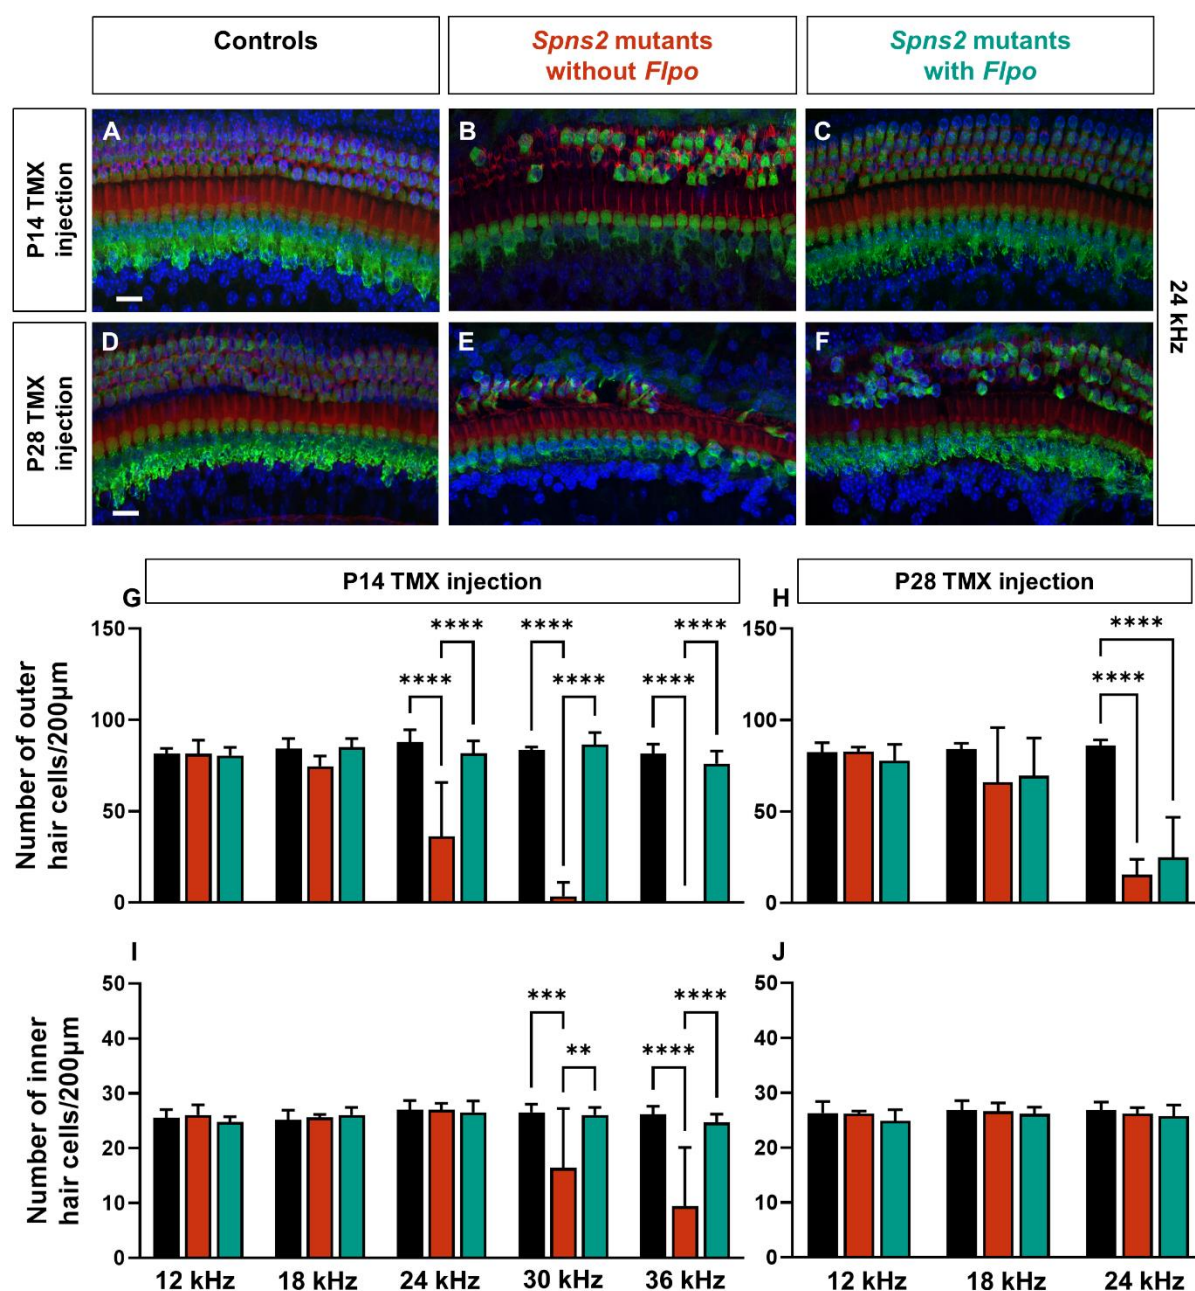 Controls
Spns2 mutants
without Flpo
Spns2 mutants
with Flpo
P14 TMX
injection
A
B
C
P28 TMX
injection
D
E
F
24 kHz
P14 TMX injection
P28 TMX injection
G
H
Number of outer
hair cells/200µm
150
100
50
0
****
****
****
****
****
****
150
100
50
0
****
****
I
J
Number of inner
hair cells/200µm
50
40
30
20
10
0
***
**
****
****
50
40
30
20
10
0
12 kHz
18 kHz
24 kHz
30 kHz
36 kHz
12 kHz
18 kHz
24 kHz